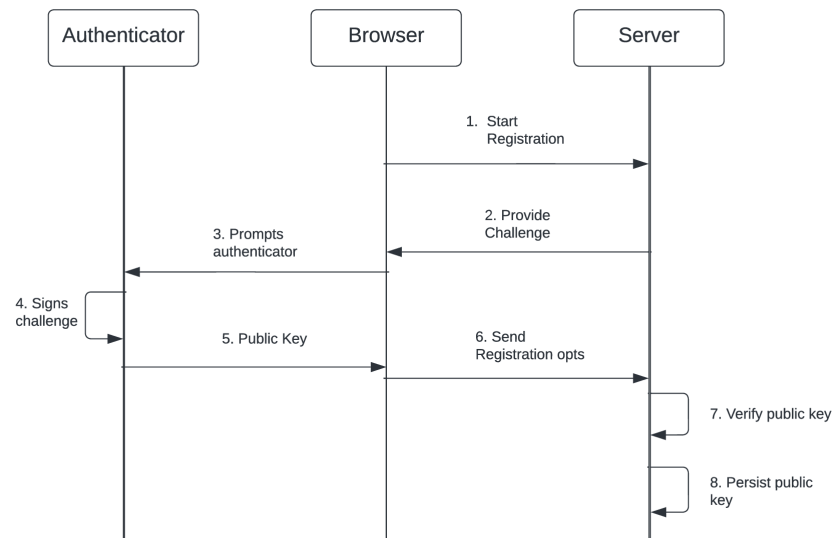 Authenticator
Browser
Server
1. Start
Registration
2. Provide
Challenge
3. Prompts
authenticator
4. Signs
challenge
5. Public Key
6. Send
Registration opts
7. Verify public key
8. Persist public
key